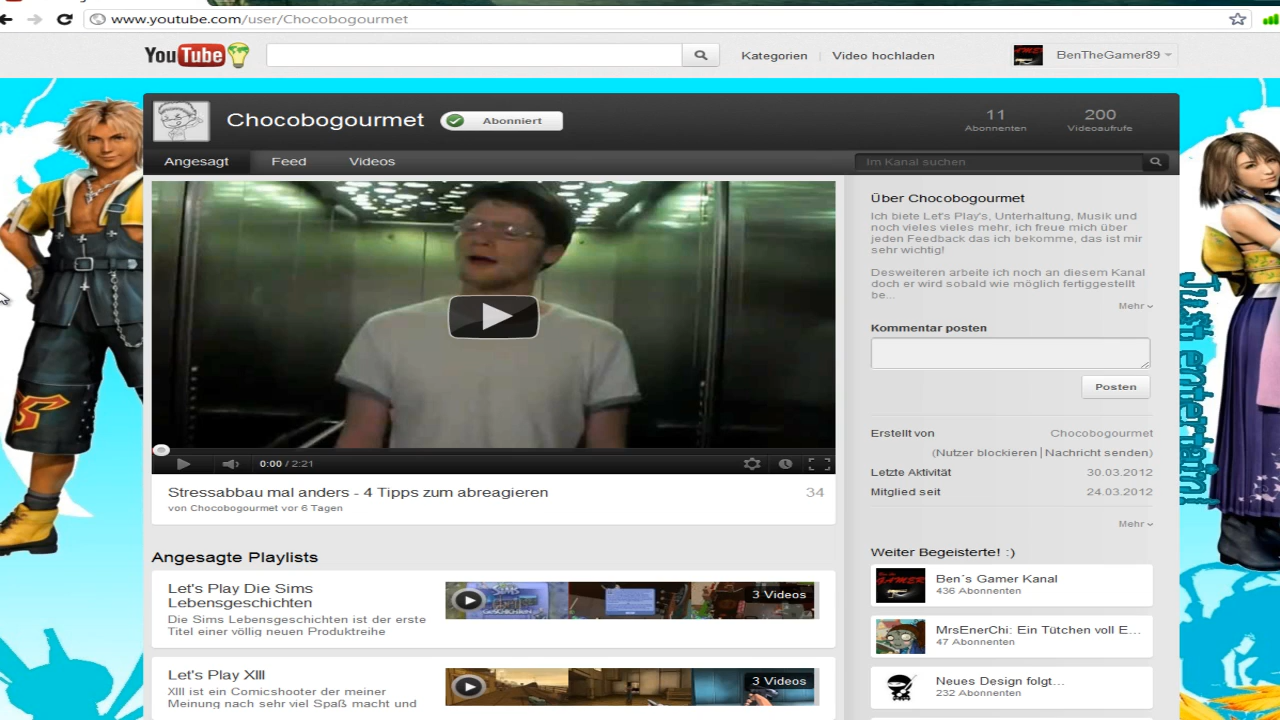 www.youtube.com/user/Chocobogourmet
YouTube
Kategorien
Video hochladen
BenTheGamer89
Chocobogourmet
Abonniert
11
Abonnenten
200
Videoaufrufe
Angesagt
Feed
Videos
Im Kanal suchen
Über Chocobogourmet
Ich biete Let's Play's, Unterhaltung, Musik und
noch vieles vieles mehr, ich freue mich über
jeden Feedback das ich bekomme, das ist mir
sehr wichtig!
Desweiteren arbeite ich noch an diesem Kanal
doch er wird sobald wie möglich fertiggestellt
be...
Mehr
Kommentar posten
Posten
0:00 / 2:21
Erstellt von
Chocobogourmet
(Nutzer blockieren | Nachricht senden)
Letzte Aktivität
30.03.2012
Mitglied seit
24.03.2012
Mehr
Stressabbau mal anders - 4 Tipps zum abreagieren
34
von Chocobogourmet vor 6 Tagen
Angesagte Playlists
Let's Play Die Sims
Lebensgeschichten
Die Sims Lebensgeschichten ist der erste
Titel einer völlig neuen Produktreihe
3 Videos
Let's Play XIII
XIII ist ein Comicshooter der meiner
Meinung nach sehr viel Spaß macht und
3 Videos
Weiter Begeisterte! :)
Ben´s Gamer Kanal
436 Abonnenten
MrsEnerChi: Ein Tütchen voll E...
47 Abonnenten
Neues Design folgt...
232 Abonnenten
Just entertain!